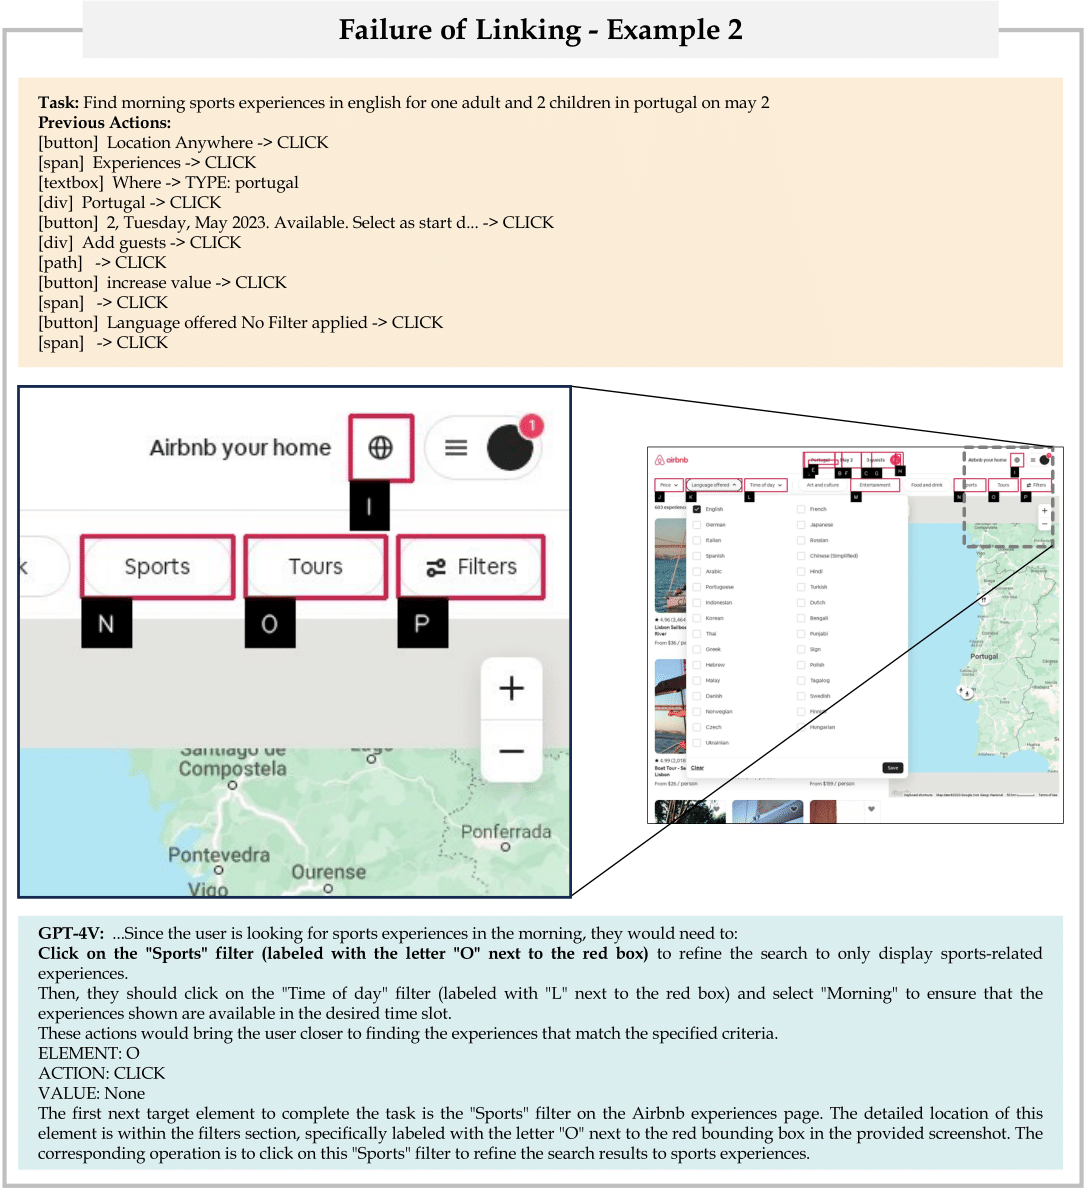 Failure of Linking - Example 2
Task: Find morning sports experiences in english for one adult and 2 children in portugal on may 2
Previous Actions:
[button]  Location Anywhere -> CLICK
[span]  Experiences -> CLICK
[textbox]  Where -> TYPE: portugal
[div]  Portugal -> CLICK
[button]  2, Tuesday, May 2023. Available. Select as start d... -> CLICK
[div]  Add guests -> CLICK
[path]   -> CLICK
[button]  increase value -> CLICK
[span]   -> CLICK
[button]  Language offered No Filter applied -> CLICK
[span]   -> CLICK
Airbnb your home
1
I
k
Sports
Tours
Filters
N
O
P
+
−
Santiago de
Compostela
Lugo
Ponferrada
Pontevedra
Ourense
Vigo
airbnb
Portugal
May 2
3 guests
Airbnb your home
Price
Language offered
Time of day
Art and culture
Entertainment
Food and drink
Sports
Tours
Filters
J
K
L
M
N
O
P
English
French
German
Japanese
Italian
Russian
Spanish
Chinese (Simplified)
Arabic
Hindi
Portuguese
Turkish
Indonesian
Dutch
Korean
Bengali
Thai
Punjabi
Greek
Sign
Hebrew
Polish
Malay
Tagalog
Danish
Swedish
Norwegian
Finnish
Czech
Hungarian
Ukrainian
Clear
Save
Portugal
GPT-4V:  ...Since the user is looking for sports experiences in the morning, they would need to:
Click on the "Sports" filter (labeled with the letter "O" next to the red box) to refine the search to only display sports-related
experiences.
Then, they should click on the "Time of day" filter (labeled with "L" next to the red box) and select "Morning" to ensure that the
experiences shown are available in the desired time slot.
These actions would bring the user closer to finding the experiences that match the specified criteria.
ELEMENT: O
ACTION: CLICK
VALUE: None
The first next target element to complete the task is the "Sports" filter on the Airbnb experiences page. The detailed location of this
element is within the filters section, specifically labeled with the letter "O" next to the red bounding box in the provided screenshot. The
corresponding operation is to click on this "Sports" filter to refine the search results to sports experiences.